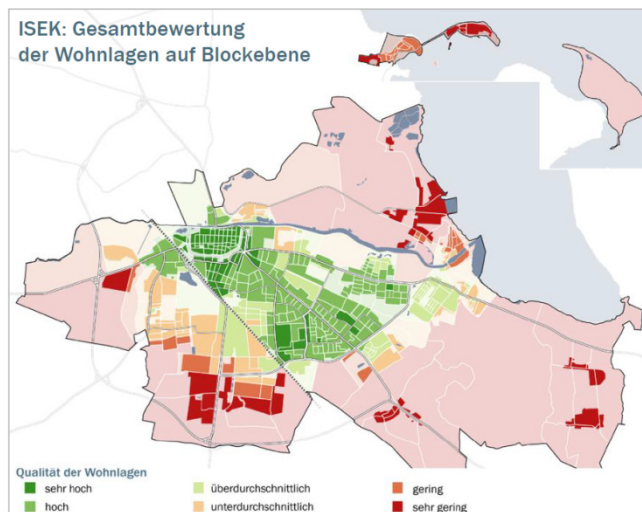 ISEK: Gesamtbewertung
der Wohnlagen auf Blockebene
Qualität der Wohnlagen
sehr hoch
überdurchschnittlich
gering
hoch
unterdurchschnittlich
sehr gering